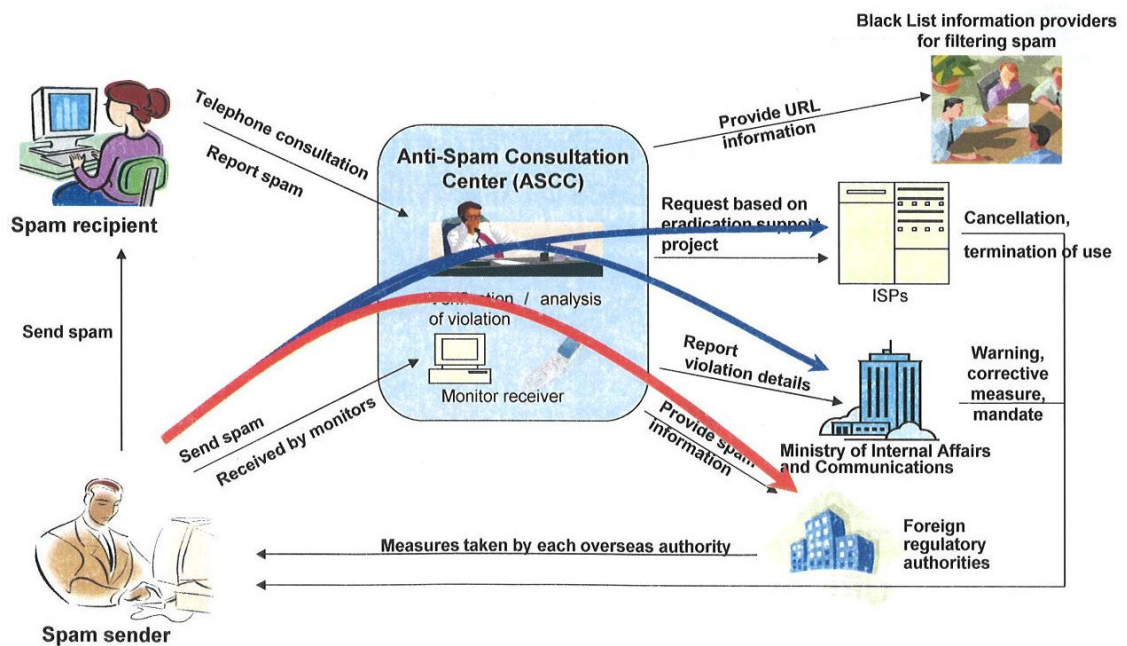 Black List information providers
for filtering spam
Telephone consultation
Report spam
Provide URL
information
Anti-Spam Consultation
Center (ASCC)
Spam recipient
Request based on
eradication support
project
Cancellation,
termination of use
ISPs
Verification / analysis
of violation
Send spam
Report
violation details
Warning,
corrective
measure,
mandate
Monitor receiver
Send spam
Received by monitors
Provide spam
information
Ministry of Internal Affairs
and Communications
Measures taken by each overseas authority
Foreign
regulatory
authorities
Spam sender